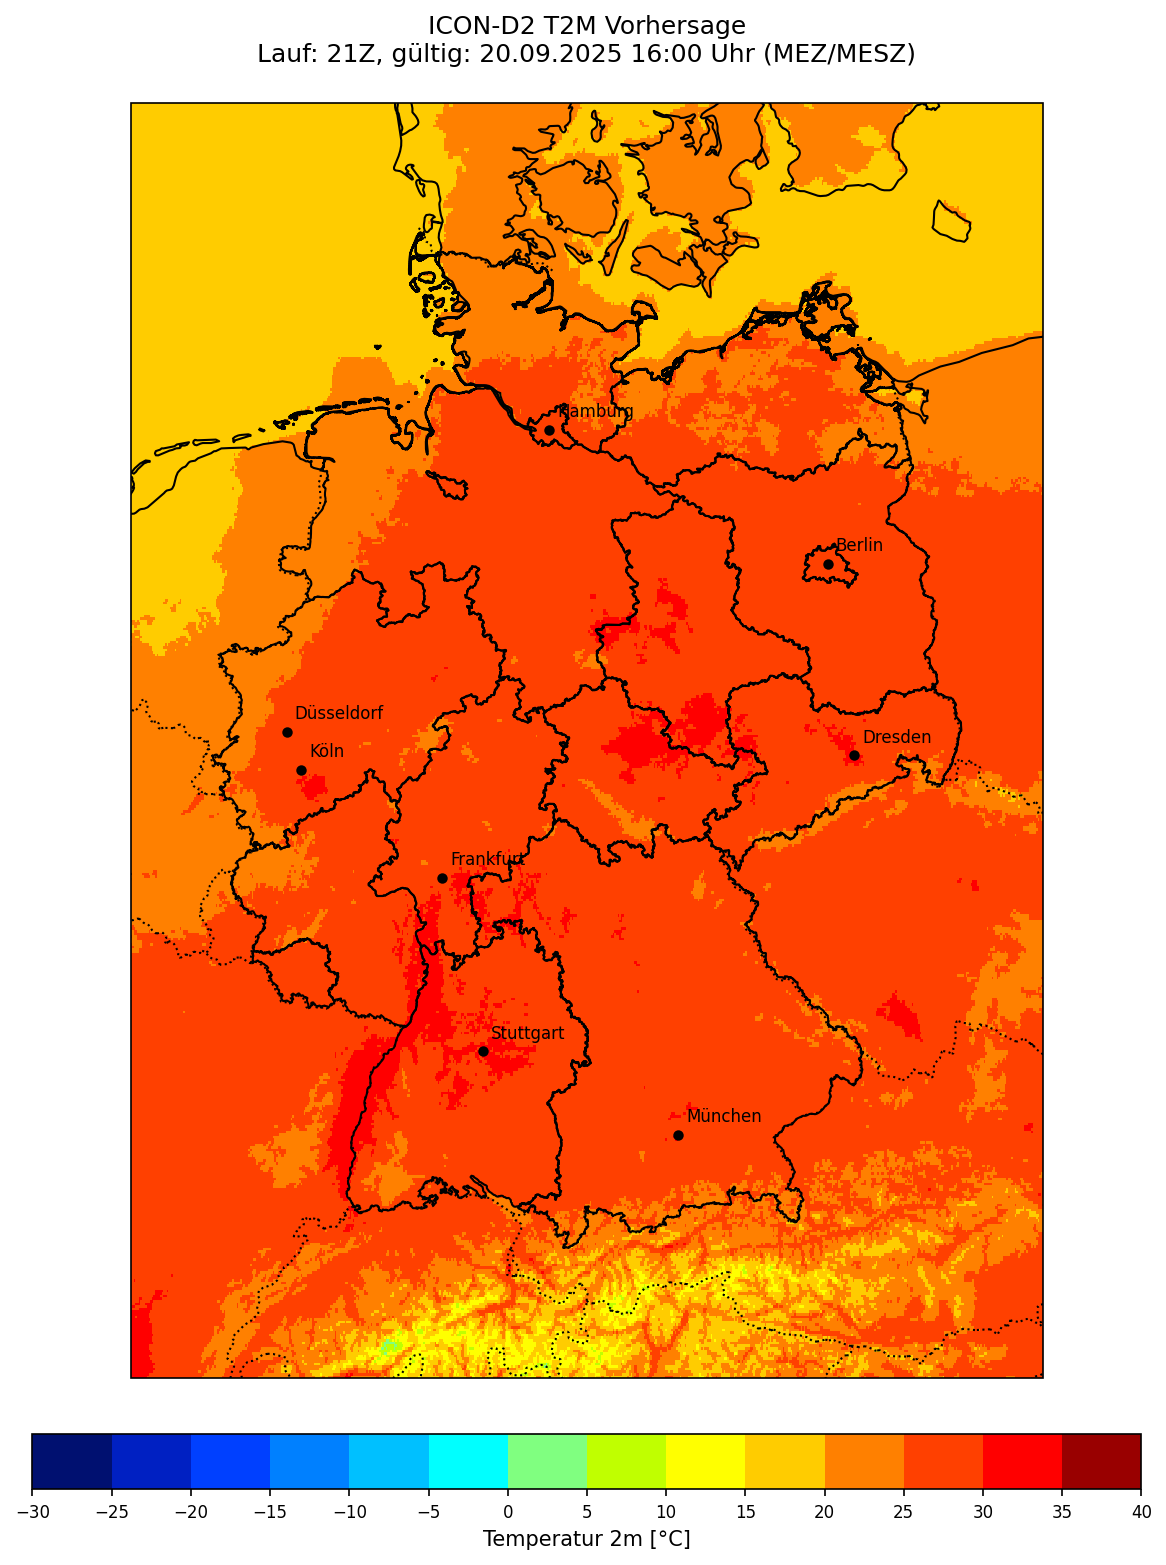 ICON-D2 T2M Vorhersage
Lauf: 21Z, gültig: 20.09.2025 16:00 Uhr (MEZ/MESZ)
Hamburg
Berlin
Düsseldorf
Köln
Dresden
Frankfurt
Stuttgart
München
−30 −25 −20 −15 −10 −5 0 5 10 15 20 25 30 35 40
Temperatur 2m [°C]